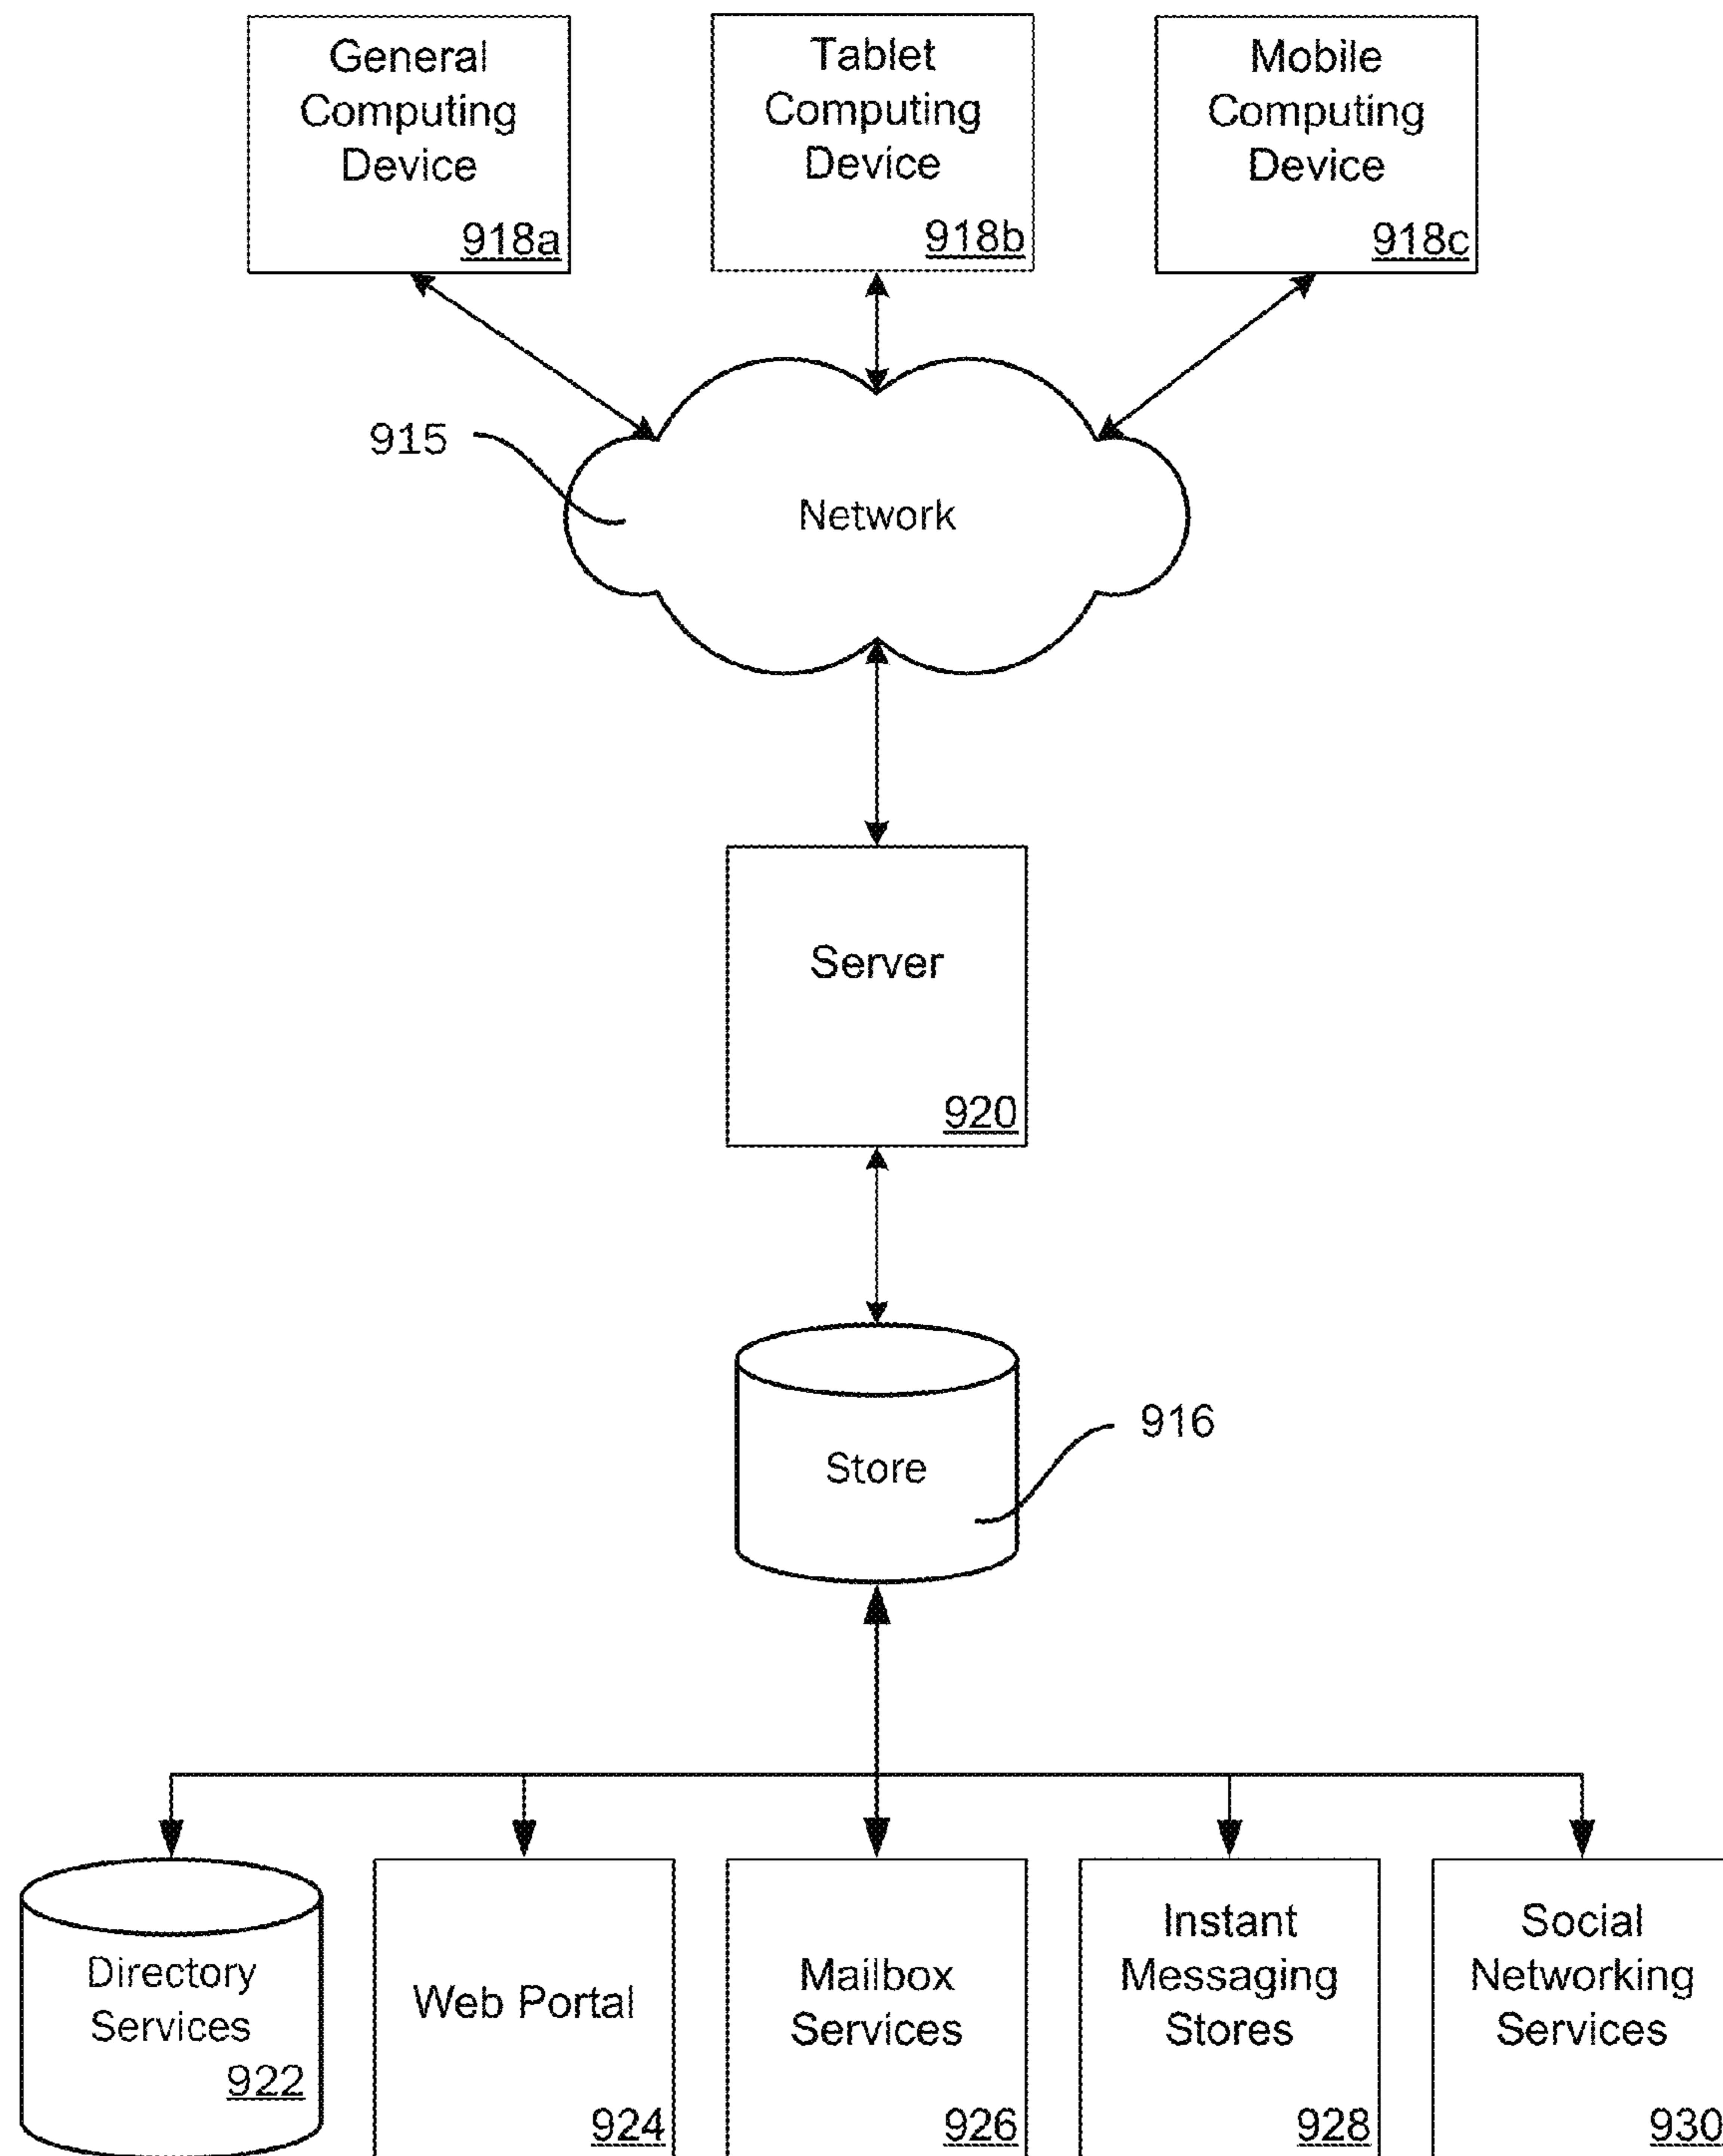 General
Computing
Device
918a
Tablet
Computing
Device
918b
Mobile
Computing
Device
918c
915
Network
Server
920
Store
916
Directory
Services
922
Web Portal
924
Mailbox
Services
926
Instant
Messaging
Stores
928
Social
Networking
Services
930